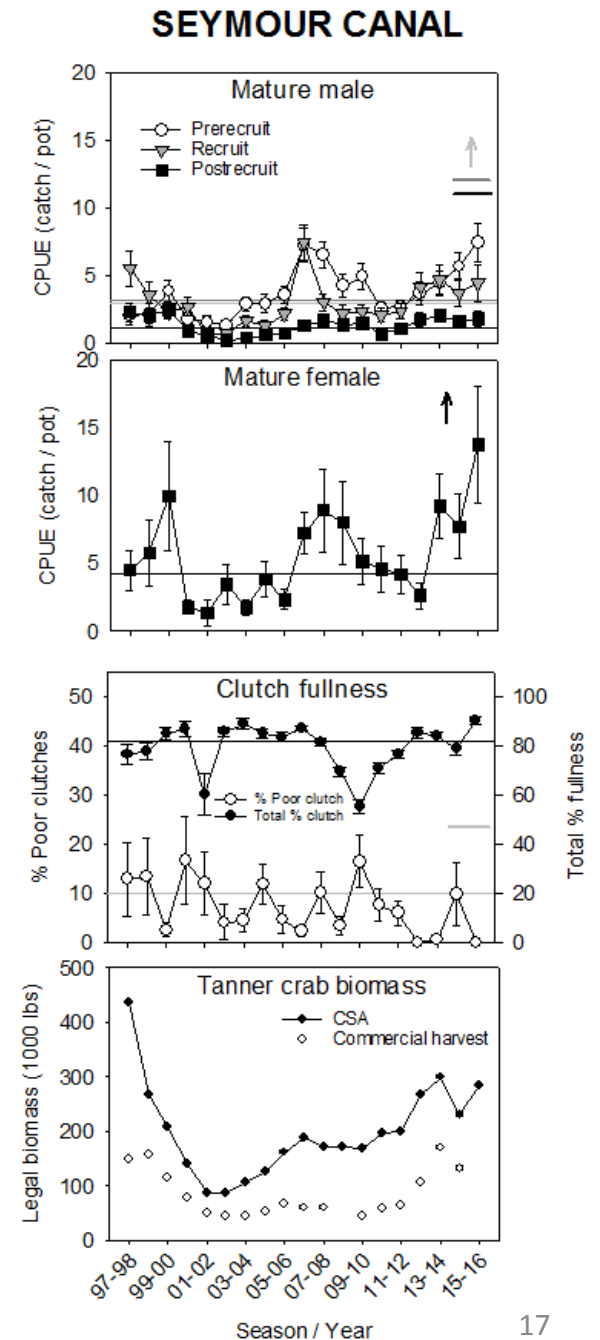 SEYMOUR CANAL
Mature male
Prerecruit
Recruit
Postrecruit
CPUE (catch / pot)
20
15
10
5
0
Mature female
CPUE (catch / pot)
20
15
10
5
0
Clutch fullness
% Poor clutch
Total % clutch
% Poor clutches
50
40
30
20
10
0
Total % fullness
100
80
60
40
20
0
Tanner crab biomass
CSA
Commercial harvest
Legal biomass (1000 lbs)
500
400
300
200
100
0
97-98
99-00
01-02
03-04
05-06
07-08
09-10
11-12
13-14
15-16
Season / Year
17